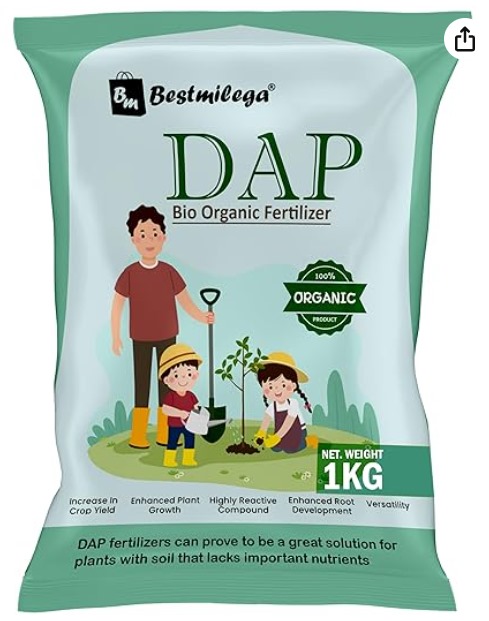 Bm Bestmilega®
DAP
Bio Organic Fertilizer
100%
ORGANIC
PRODUCT
NET. WEIGHT
1KG
Increase In
Crop Yield
Enhanced Plant
Growth
Highly Reactive
Compound
Enhanced Root
Development
Versatility
DAP fertilizers can prove to be a great solution for
plants with soil that lacks important nutrients